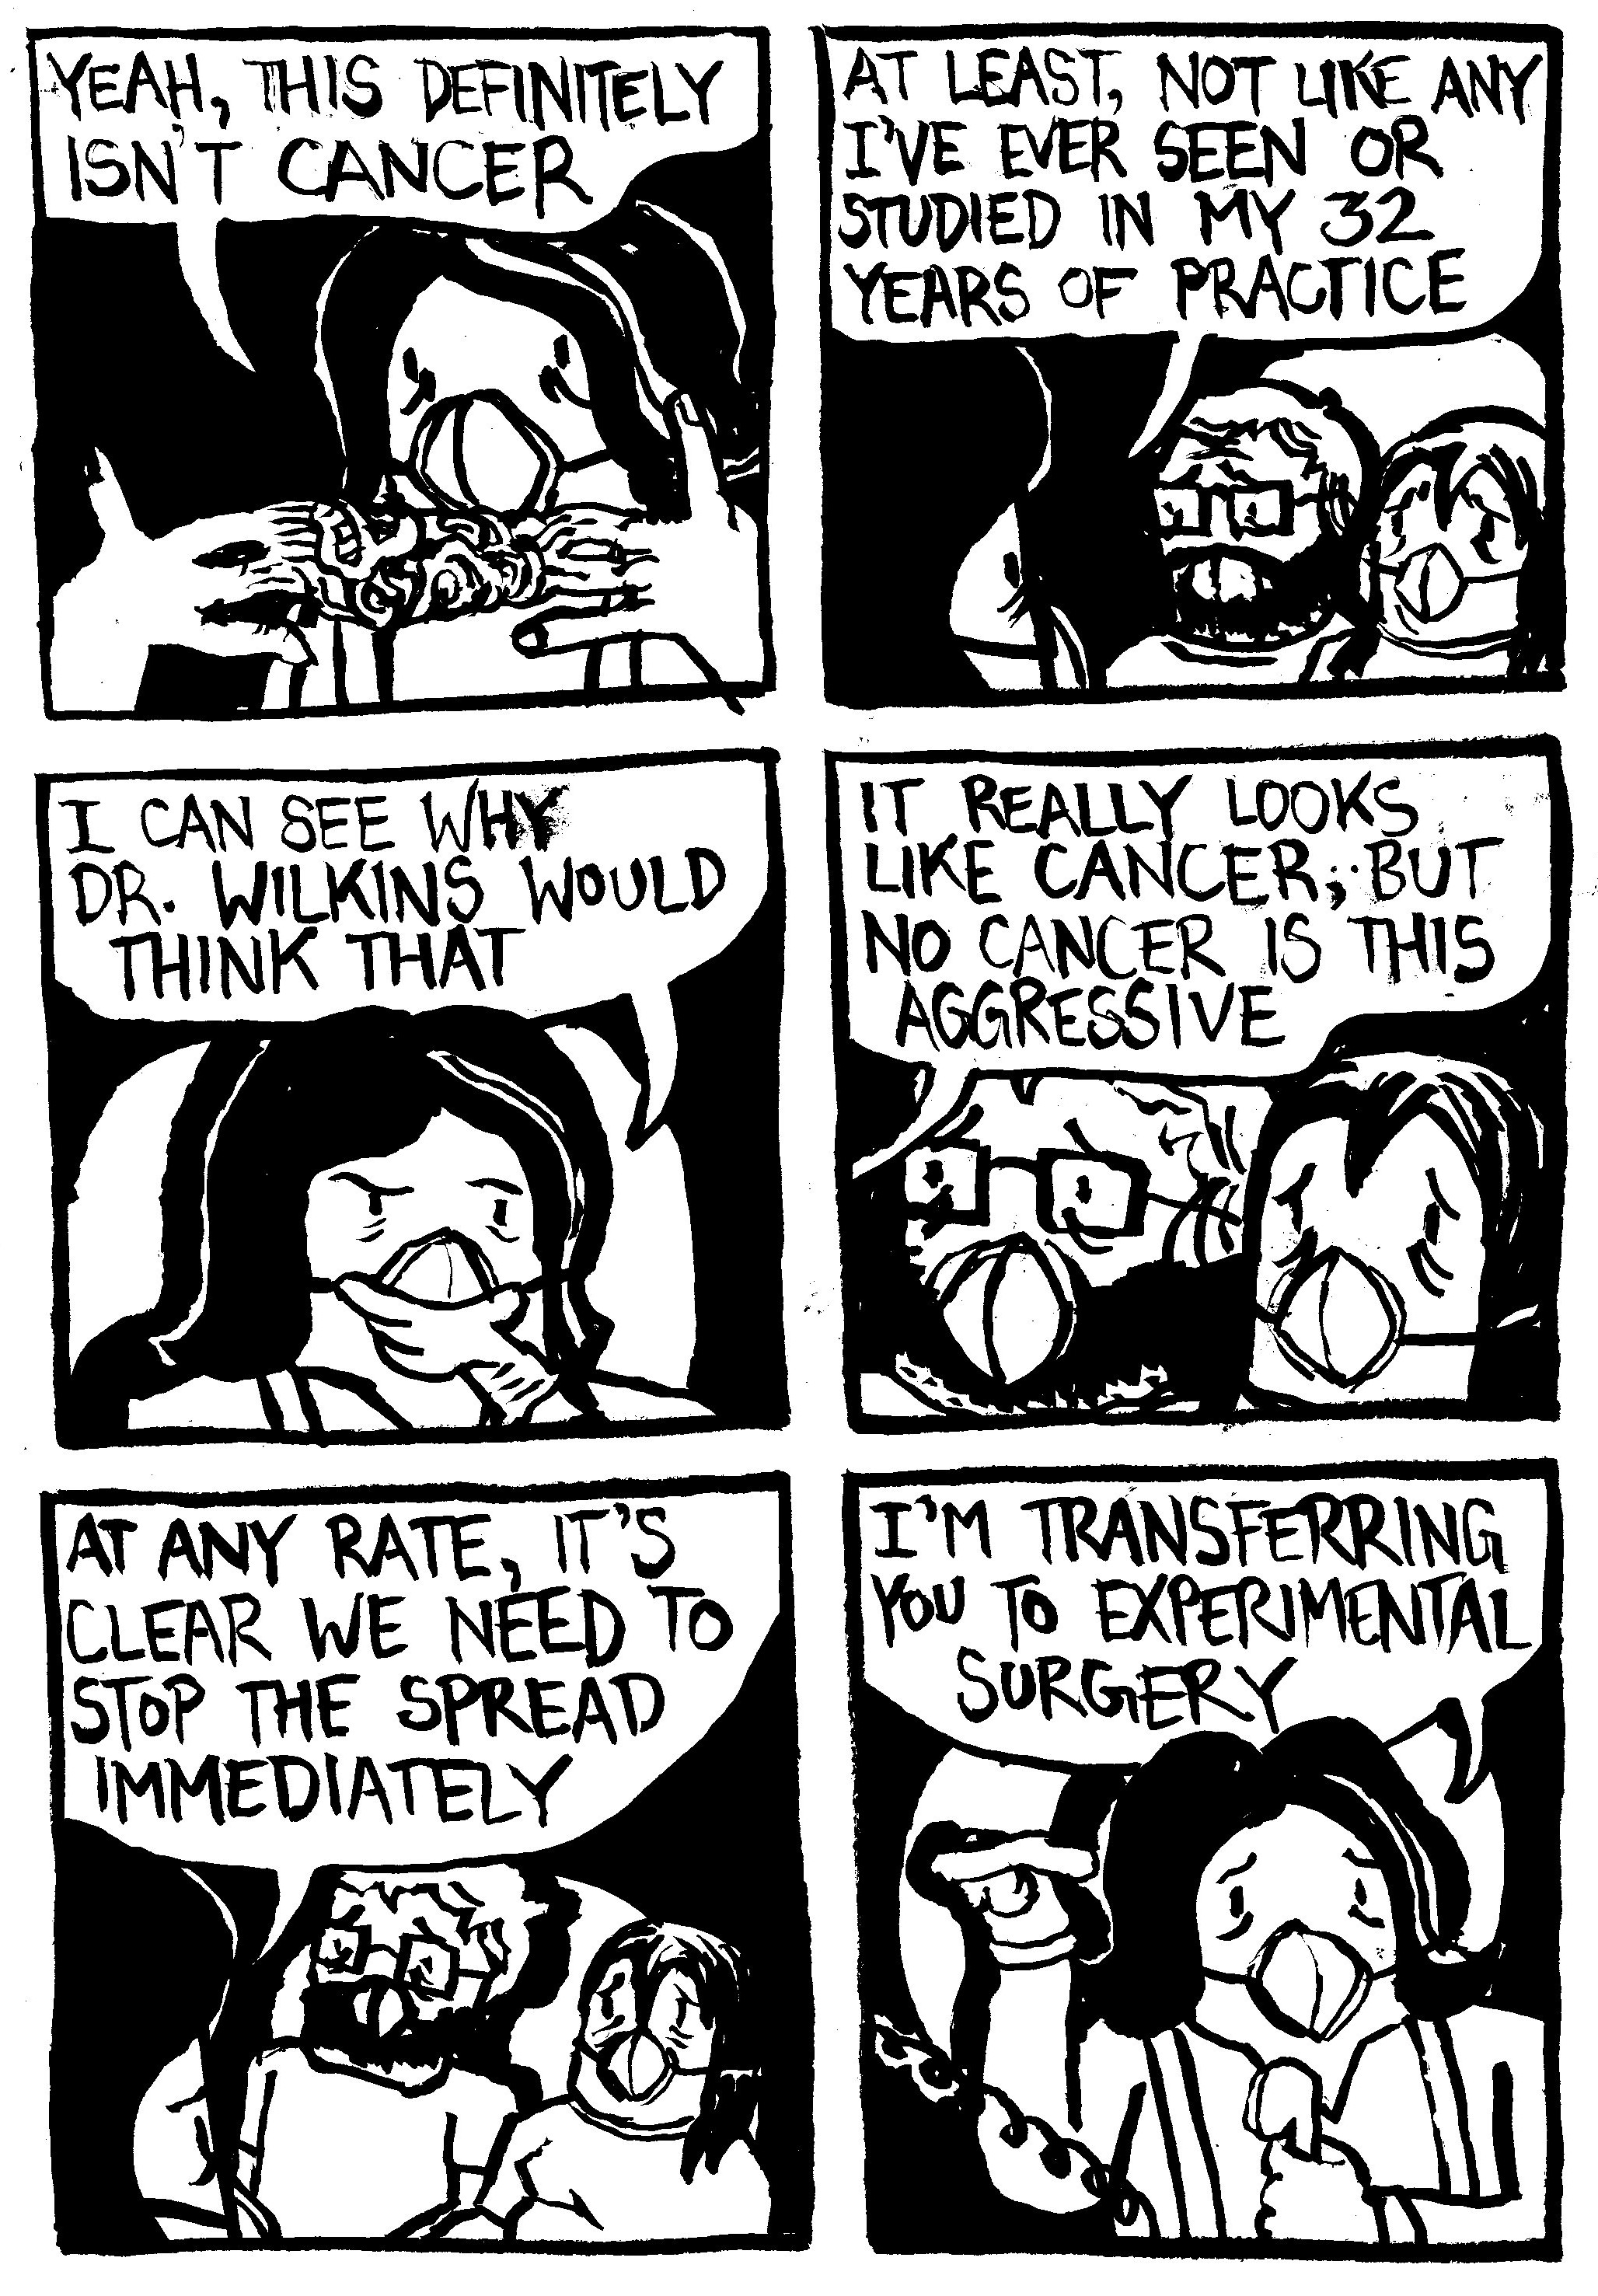 YEAH, THIS DEFINITELY
ISN'T CANCER
AT LEAST, NOT LIKE ANY
I'VE EVER SEEN OR
STUDIED IN MY 32
YEARS OF PRACTICE
I CAN SEE WHY
DR. WILKINS WOULD
THINK THAT
IT REALLY LOOKS
LIKE CANCER; BUT
NO CANCER IS THIS
AGGRESSIVE
AT ANY RATE, IT'S
CLEAR WE NEED TO
STOP THE SPREAD
IMMEDIATELY
I'M TRANSFERRING
YOU TO EXPERIMENTAL
SURGERY